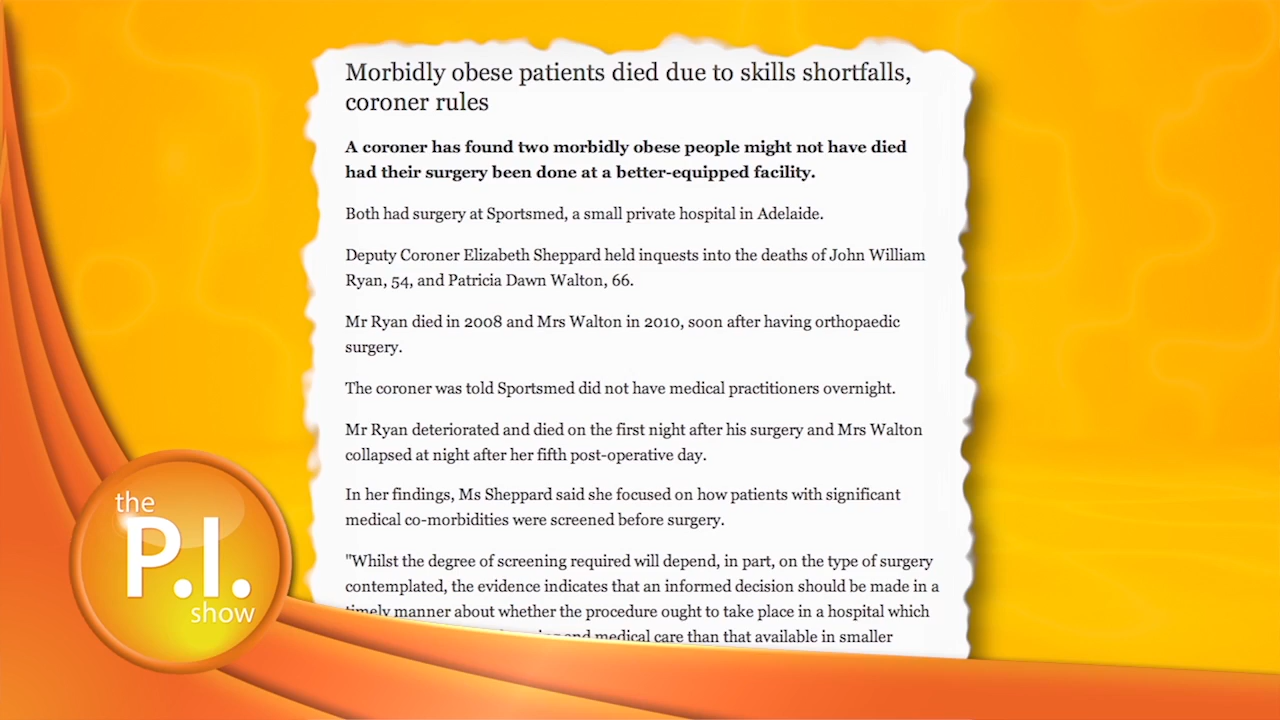 Morbidly obese patients died due to skills shortfalls,
coroner rules
A coroner has found two morbidly obese people might not have died
had their surgery been done at a better-equipped facility.
Both had surgery at Sportsmed, a small private hospital in Adelaide.
Deputy Coroner Elizabeth Sheppard held inquests into the deaths of John William
Ryan, 54, and Patricia Dawn Walton, 66.
Mr Ryan died in 2008 and Mrs Walton in 2010, soon after having orthopaedic
surgery.
The coroner was told Sportsmed did not have medical practitioners overnight.
Mr Ryan deteriorated and died on the first night after his surgery and Mrs Walton
collapsed at night after her fifth post-operative day.
In her findings, Ms Sheppard said she focused on how patients with significant
medical co-morbidities were screened before surgery.
"Whilst the degree of screening required will depend, in part, on the type of surgery
contemplated, the evidence indicates that an informed decision should be made in a
timely manner about whether the procedure ought to take place in a hospital which
and medical care than that available in smaller
the
P.I.
show